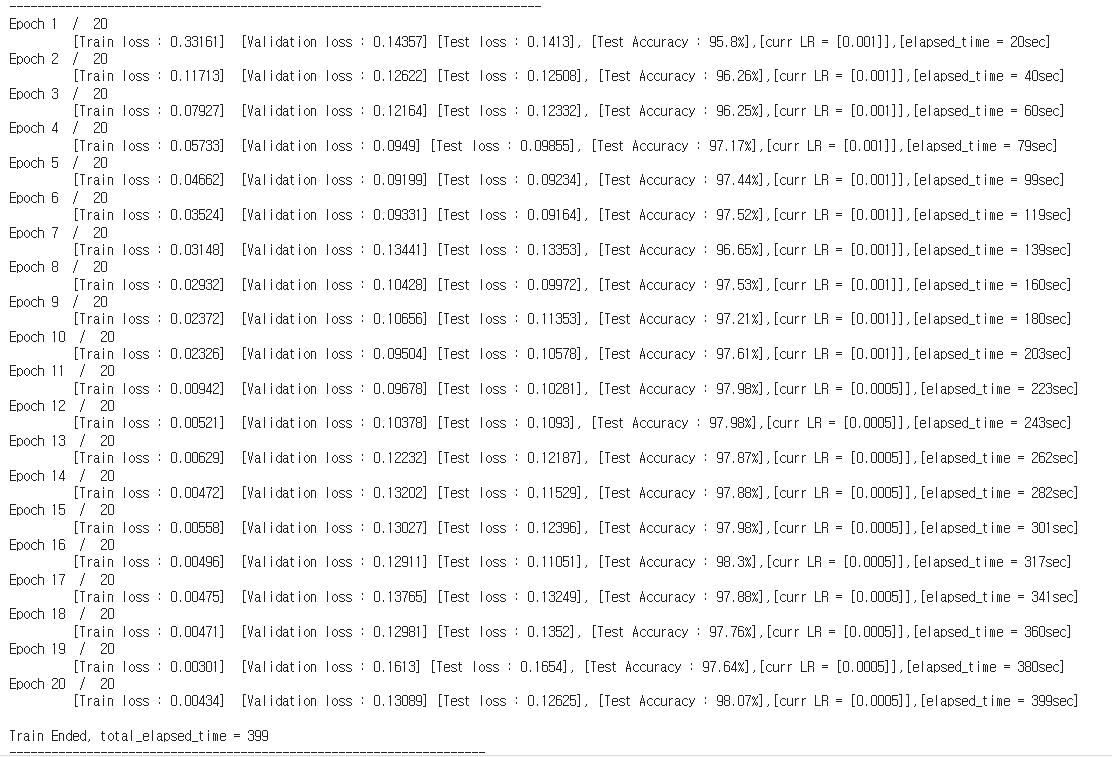 ----------------------------------------------------------------------------
Epoch 1  /  20
[Train loss : 0.33161]  [Validation loss : 0.14357] [Test loss : 0.1413], [Test Accuracy : 95.8%],[curr LR = [0.001]],[elapsed_time = 20sec]
Epoch 2  /  20
[Train loss : 0.11713]  [Validation loss : 0.12622] [Test loss : 0.12508], [Test Accuracy : 96.26%],[curr LR = [0.001]],[elapsed_time = 40sec]
Epoch 3  /  20
[Train loss : 0.07927]  [Validation loss : 0.12164] [Test loss : 0.12332], [Test Accuracy : 96.25%],[curr LR = [0.001]],[elapsed_time = 60sec]
Epoch 4  /  20
[Train loss : 0.05733]  [Validation loss : 0.0949] [Test loss : 0.09855], [Test Accuracy : 97.17%],[curr LR = [0.001]],[elapsed_time = 79sec]
Epoch 5  /  20
[Train loss : 0.04662]  [Validation loss : 0.09199] [Test loss : 0.09234], [Test Accuracy : 97.44%],[curr LR = [0.001]],[elapsed_time = 99sec]
Epoch 6  /  20
[Train loss : 0.03524]  [Validation loss : 0.09331] [Test loss : 0.09164], [Test Accuracy : 97.52%],[curr LR = [0.001]],[elapsed_time = 119sec]
Epoch 7  /  20
[Train loss : 0.03148]  [Validation loss : 0.13441] [Test loss : 0.13353], [Test Accuracy : 96.65%],[curr LR = [0.001]],[elapsed_time = 139sec]
Epoch 8  /  20
[Train loss : 0.02932]  [Validation loss : 0.10428] [Test loss : 0.09972], [Test Accuracy : 97.53%],[curr LR = [0.001]],[elapsed_time = 160sec]
Epoch 9  /  20
[Train loss : 0.02372]  [Validation loss : 0.10656] [Test loss : 0.11353], [Test Accuracy : 97.21%],[curr LR = [0.001]],[elapsed_time = 180sec]
Epoch 10  /  20
[Train loss : 0.02326]  [Validation loss : 0.09504] [Test loss : 0.10578], [Test Accuracy : 97.61%],[curr LR = [0.001]],[elapsed_time = 203sec]
Epoch 11  /  20
[Train loss : 0.00942]  [Validation loss : 0.09678] [Test loss : 0.10281], [Test Accuracy : 97.98%],[curr LR = [0.0005]],[elapsed_time = 223sec]
Epoch 12  /  20
[Train loss : 0.00521]  [Validation loss : 0.10378] [Test loss : 0.1093], [Test Accuracy : 97.98%],[curr LR = [0.0005]],[elapsed_time = 243sec]
Epoch 13  /  20
[Train loss : 0.00629]  [Validation loss : 0.12232] [Test loss : 0.12187], [Test Accuracy : 97.87%],[curr LR = [0.0005]],[elapsed_time = 262sec]
Epoch 14  /  20
[Train loss : 0.00472]  [Validation loss : 0.13202] [Test loss : 0.11529], [Test Accuracy : 97.88%],[curr LR = [0.0005]],[elapsed_time = 282sec]
Epoch 15  /  20
[Train loss : 0.00558]  [Validation loss : 0.13027] [Test loss : 0.12396], [Test Accuracy : 97.98%],[curr LR = [0.0005]],[elapsed_time = 301sec]
Epoch 16  /  20
[Train loss : 0.00496]  [Validation loss : 0.12911] [Test loss : 0.11051], [Test Accuracy : 98.3%],[curr LR = [0.0005]],[elapsed_time = 317sec]
Epoch 17  /  20
[Train loss : 0.00475]  [Validation loss : 0.13765] [Test loss : 0.13249], [Test Accuracy : 97.88%],[curr LR = [0.0005]],[elapsed_time = 341sec]
Epoch 18  /  20
[Train loss : 0.00471]  [Validation loss : 0.12981] [Test loss : 0.1352], [Test Accuracy : 97.76%],[curr LR = [0.0005]],[elapsed_time = 360sec]
Epoch 19  /  20
[Train loss : 0.00301]  [Validation loss : 0.1613] [Test loss : 0.1654], [Test Accuracy : 97.64%],[curr LR = [0.0005]],[elapsed_time = 380sec]
Epoch 20  /  20
[Train loss : 0.00434]  [Validation loss : 0.13089] [Test loss : 0.12625], [Test Accuracy : 98.07%],[curr LR = [0.0005]],[elapsed_time = 399sec]
Train Ended, total_elapsed_time = 399
--------------------------------------------------------------------